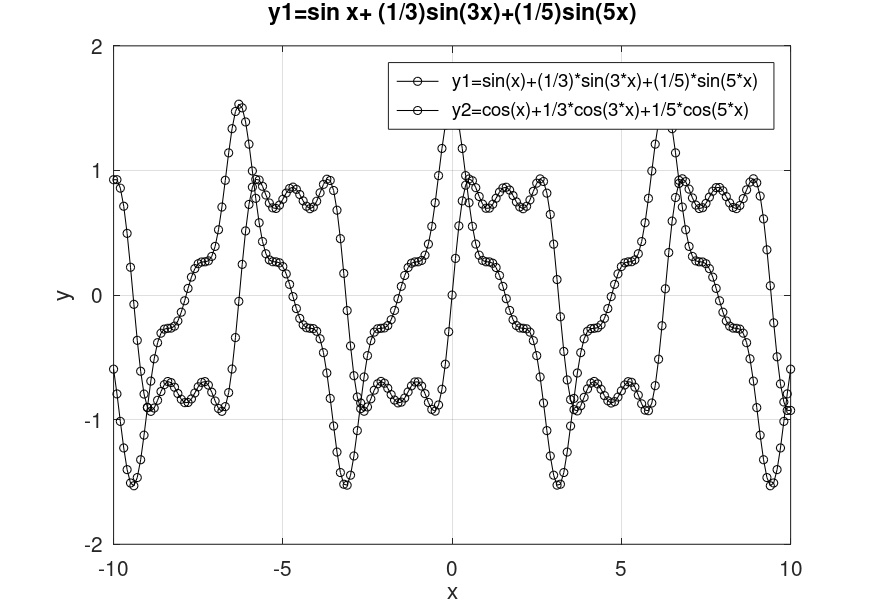 y1=sin x+ (1/3)sin(3x)+(1/5)sin(5x)
2
y1=sin(x)+(1/3)*sin(3*x)+(1/5)*sin(5*x)
y2=cos(x)+1/3*cos(3*x)+1/5*cos(5*x)
1
y
0
-1
-2
-10 -5 0 5 10
x